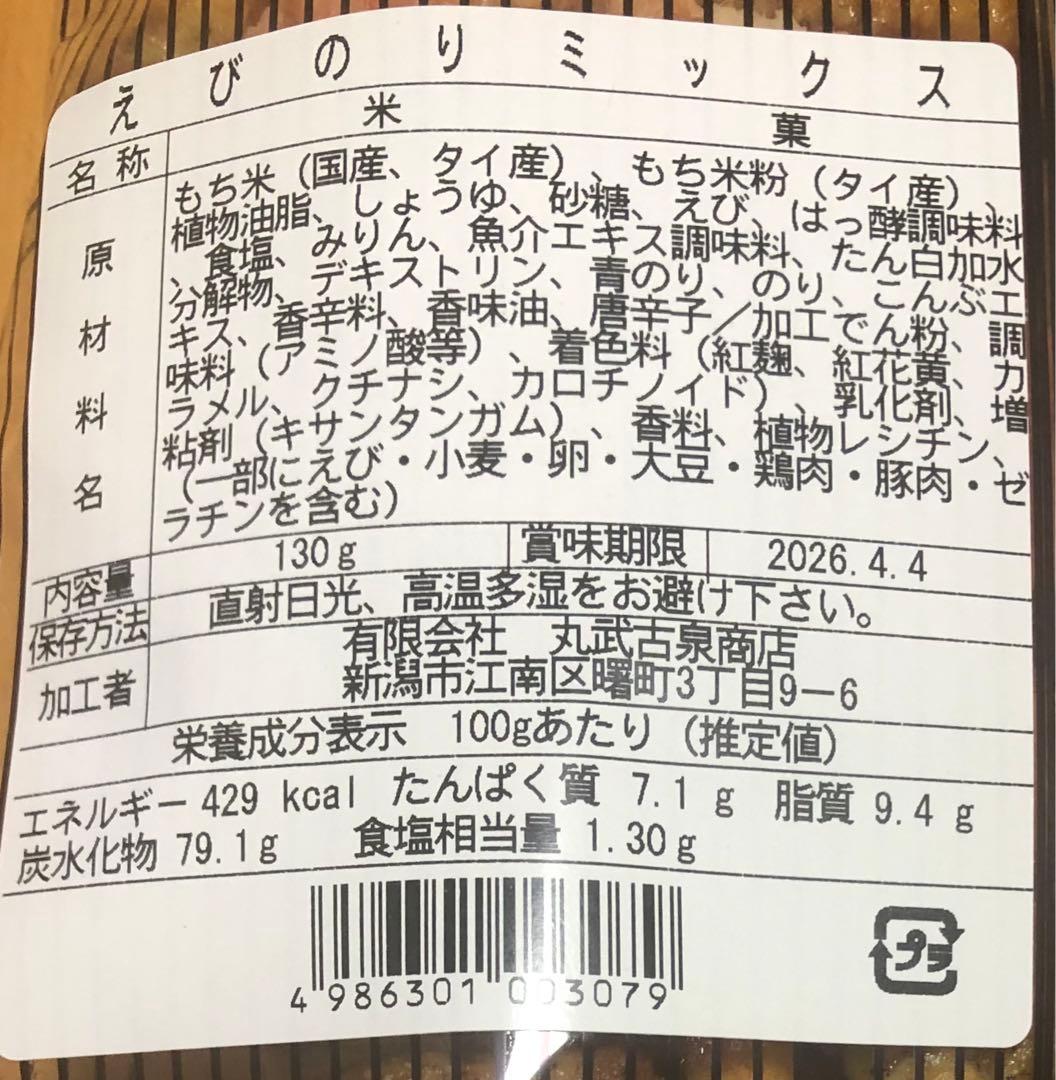 えびのりミックス
名称 米菓
原材料名
もち米（国産、タイ産）、もち米粉（タイ産）、
植物油脂、しょうゆ、砂糖、えび、はっ酵調味料
、食塩、みりん、魚介エキス調味料、たん白加水
分解物、デキストリン、青のり、のり、こんぶエ
キス、香辛料、香味油、唐辛子／加工でん粉、調
味料（アミノ酸等）、着色料（紅麹、紅花黄、カ
ラメル、クチナシ、カロチノイド）、乳化剤、増
粘剤（キサンタンガム）、香料、植物レシチン、
（一部にえび・小麦・卵・大豆・鶏肉・豚肉・ゼ
ラチンを含む）
内容量 130g 賞味期限 2026.4.4
保存方法 直射日光、高温多湿をお避け下さい。
加工者 有限会社 丸武古泉商店
新潟市江南区曙町3丁目9-6
栄養成分表示 100gあたり（推定値）
エネルギー 429 kcal たんぱく質 7.1 g 脂質 9.4 g
炭水化物 79.1g 食塩相当量 1.30g
4 986301 003079
プラ